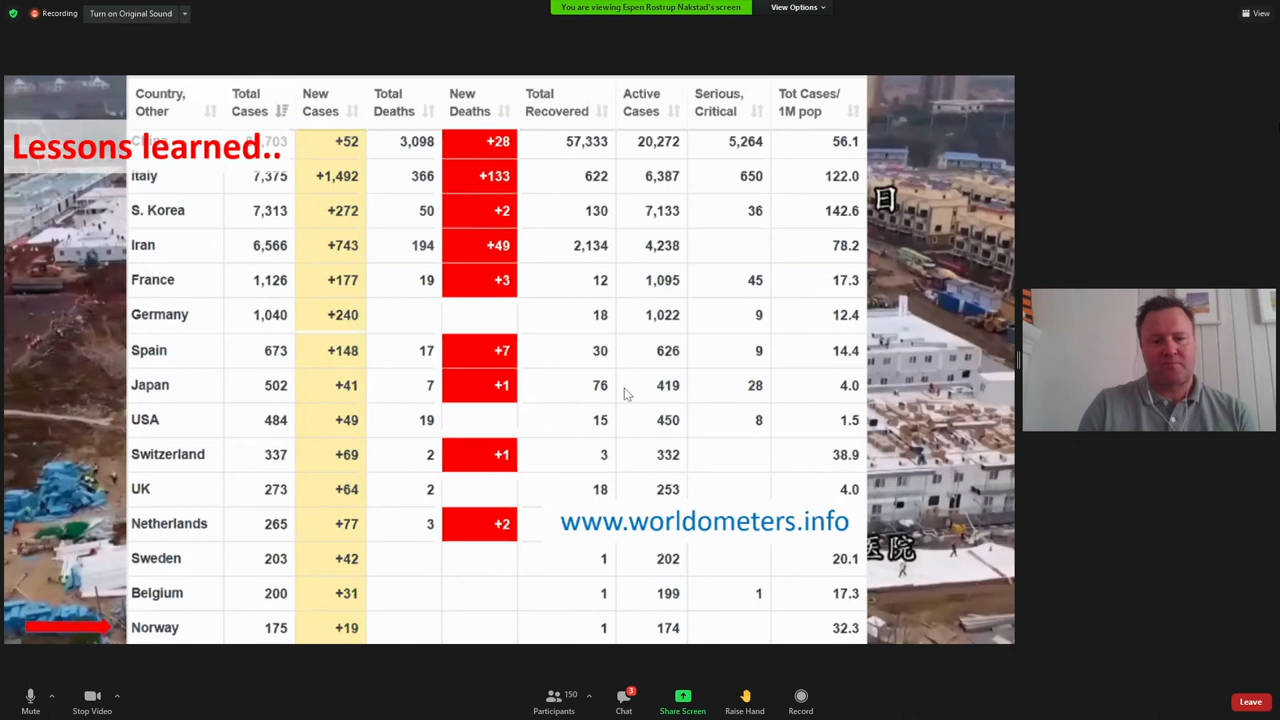 Recording
Turn on Original Sound
You are viewing Espen Rostrup Nakstad's screen
View Options
View
Country, Other Total Cases New Cases Total Deaths New Deaths Total Recovered Active Cases Serious, Critical Tot Cases/ 1M pop
Lessons learned..
703 +52 3,098 +28 57,333 20,272 5,264 56.1
Italy 7,375 +1,492 366 +133 622 6,387 650 122.0
日
S. Korea 7,313 +272 50 +2 130 7,133 36 142.6
Iran 6,566 +743 194 +49 2,134 4,238 78.2
France 1,126 +177 19 +3 12 1,095 45 17.3
Germany 1,040 +240 18 1,022 9 12.4
Spain 673 +148 17 +7 30 626 9 14.4
Japan 502 +41 7 +1 76 419 28 4.0
USA 484 +49 19 15 450 8 1.5
Switzerland 337 +69 2 +1 3 332 38.9
UK 273 +64 2 18 253 4.0
Netherlands 265 +77 3 +2
www.worldometers.info
Sweden 203 +42 1 202 20.1
医院
Belgium 200 +31 1 199 1 17.3
Norway 175 +19 1 174 32.3
Mute
Stop Video
150
Participants
3
Chat
Share Screen
Raise Hand
Record
Leave